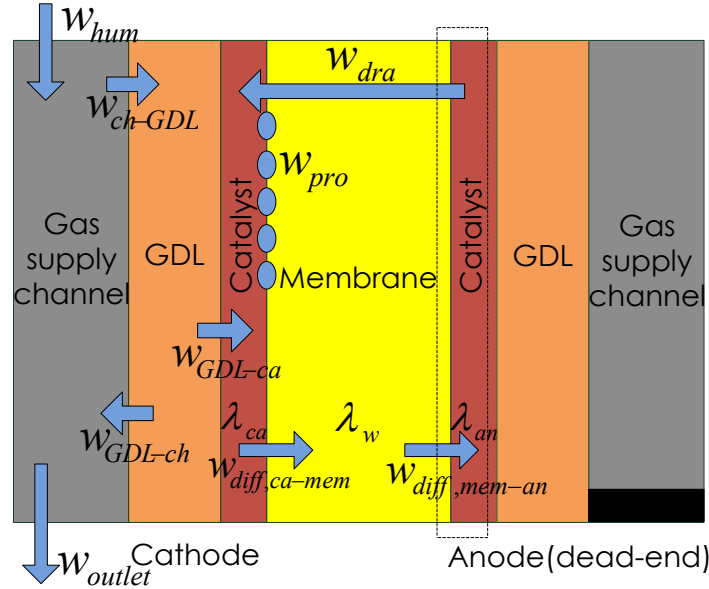 w_hum
w_dra
w_ch-GDL
w_pro
Gas
supply
channel
GDL
Catalyst
Membrane
Catalyst
GDL
Gas
supply
channel
w_GDL-ca
λ_ca
λ_w
λ_an
w_GDL-ch
w_diff,ca-mem
w_diff,mem-an
w_outlet
Cathode
Anode(dead-end)